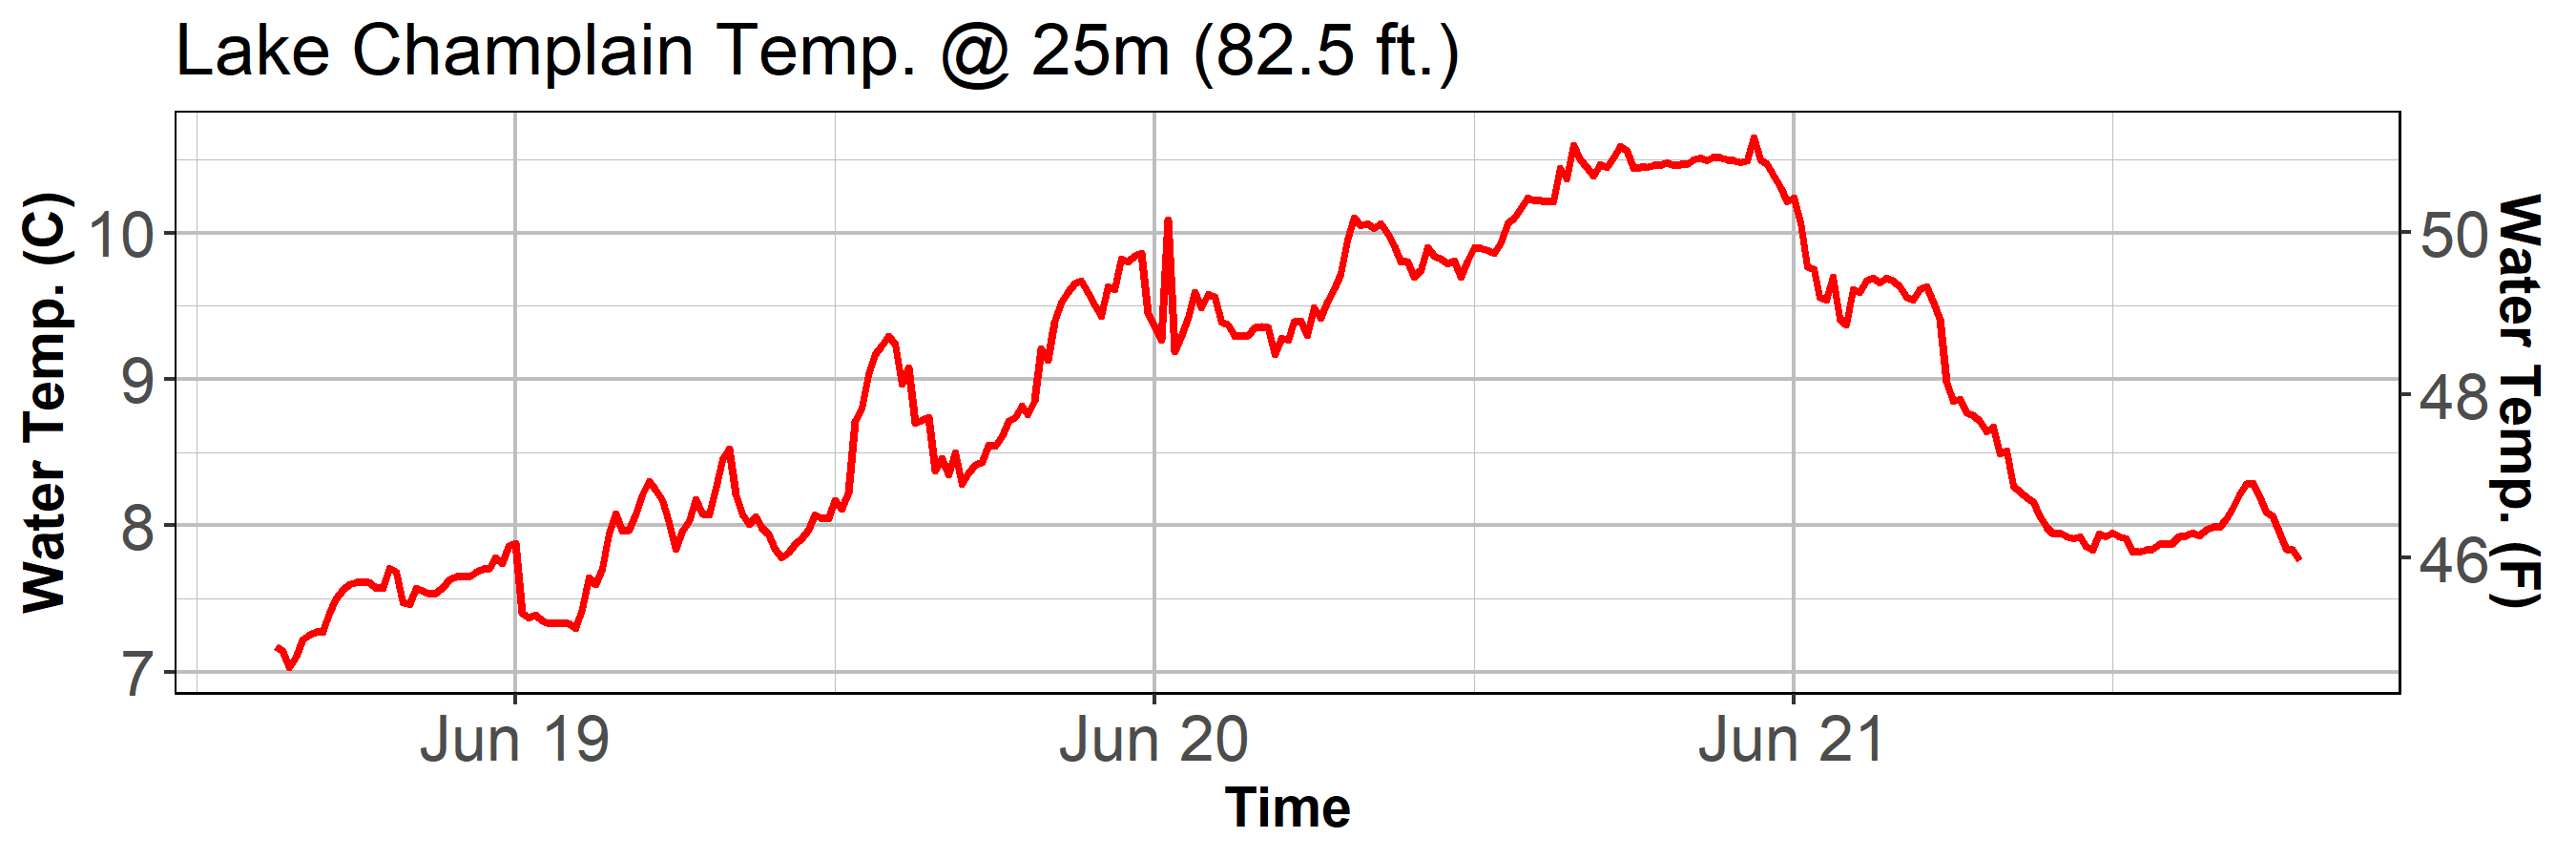 Lake Champlain Temp. @ 25m (82.5 ft.)
Water Temp. (C)
10
9
8
7
50
48
46
Water Temp. (F)
Jun 19
Jun 20
Jun 21
Time